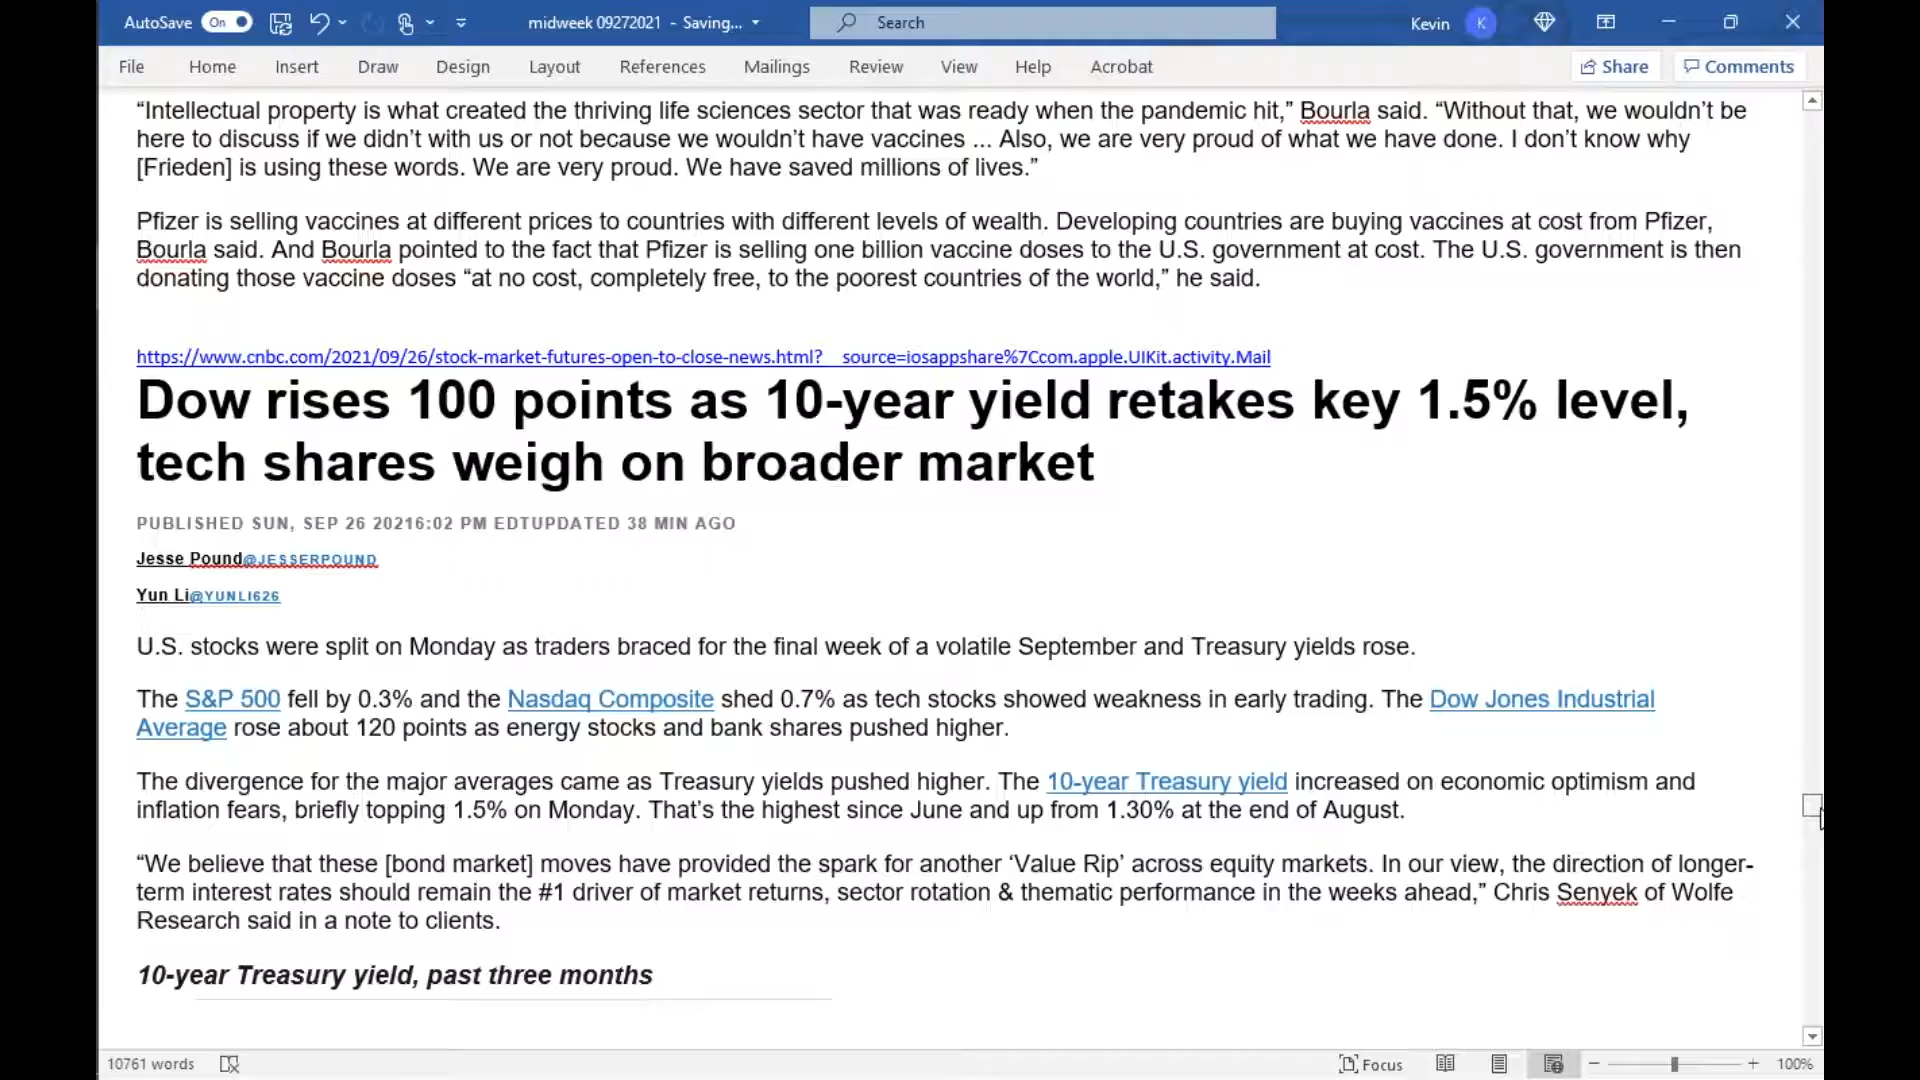 AutoSave On midweek 09272021 - Saving... Search Kevin K
File Home Insert Draw Design Layout References Mailings Review View Help Acrobat Share Comments
“Intellectual property is what created the thriving life sciences sector that was ready when the pandemic hit,” Bourla said. “Without that, we wouldn’t be
here to discuss if we didn’t with us or not because we wouldn’t have vaccines ... Also, we are very proud of what we have done. I don’t know why
[Frieden] is using these words. We are very proud. We have saved millions of lives.”
Pfizer is selling vaccines at different prices to countries with different levels of wealth. Developing countries are buying vaccines at cost from Pfizer,
Bourla said. And Bourla pointed to the fact that Pfizer is selling one billion vaccine doses to the U.S. government at cost. The U.S. government is then
donating those vaccine doses “at no cost, completely free, to the poorest countries of the world,” he said.
https://www.cnbc.com/2021/09/26/stock-market-futures-open-to-close-news.html?__source=iosappshare%7Ccom.apple.UIKit.activity.Mail
Dow rises 100 points as 10-year yield retakes key 1.5% level,
tech shares weigh on broader market
PUBLISHED SUN, SEP 26 20216:02 PM EDTUPDATED 38 MIN AGO
Jesse Pound@JESSERPOUND
Yun Li@YUNLI626
U.S. stocks were split on Monday as traders braced for the final week of a volatile September and Treasury yields rose.
The S&P 500 fell by 0.3% and the Nasdaq Composite shed 0.7% as tech stocks showed weakness in early trading. The Dow Jones Industrial
Average rose about 120 points as energy stocks and bank shares pushed higher.
The divergence for the major averages came as Treasury yields pushed higher. The 10-year Treasury yield increased on economic optimism and
inflation fears, briefly topping 1.5% on Monday. That’s the highest since June and up from 1.30% at the end of August.
“We believe that these [bond market] moves have provided the spark for another ‘Value Rip’ across equity markets. In our view, the direction of longer-
term interest rates should remain the #1 driver of market returns, sector rotation & thematic performance in the weeks ahead,” Chris Senyek of Wolfe
Research said in a note to clients.
10-year Treasury yield, past three months
10761 words Focus 100%